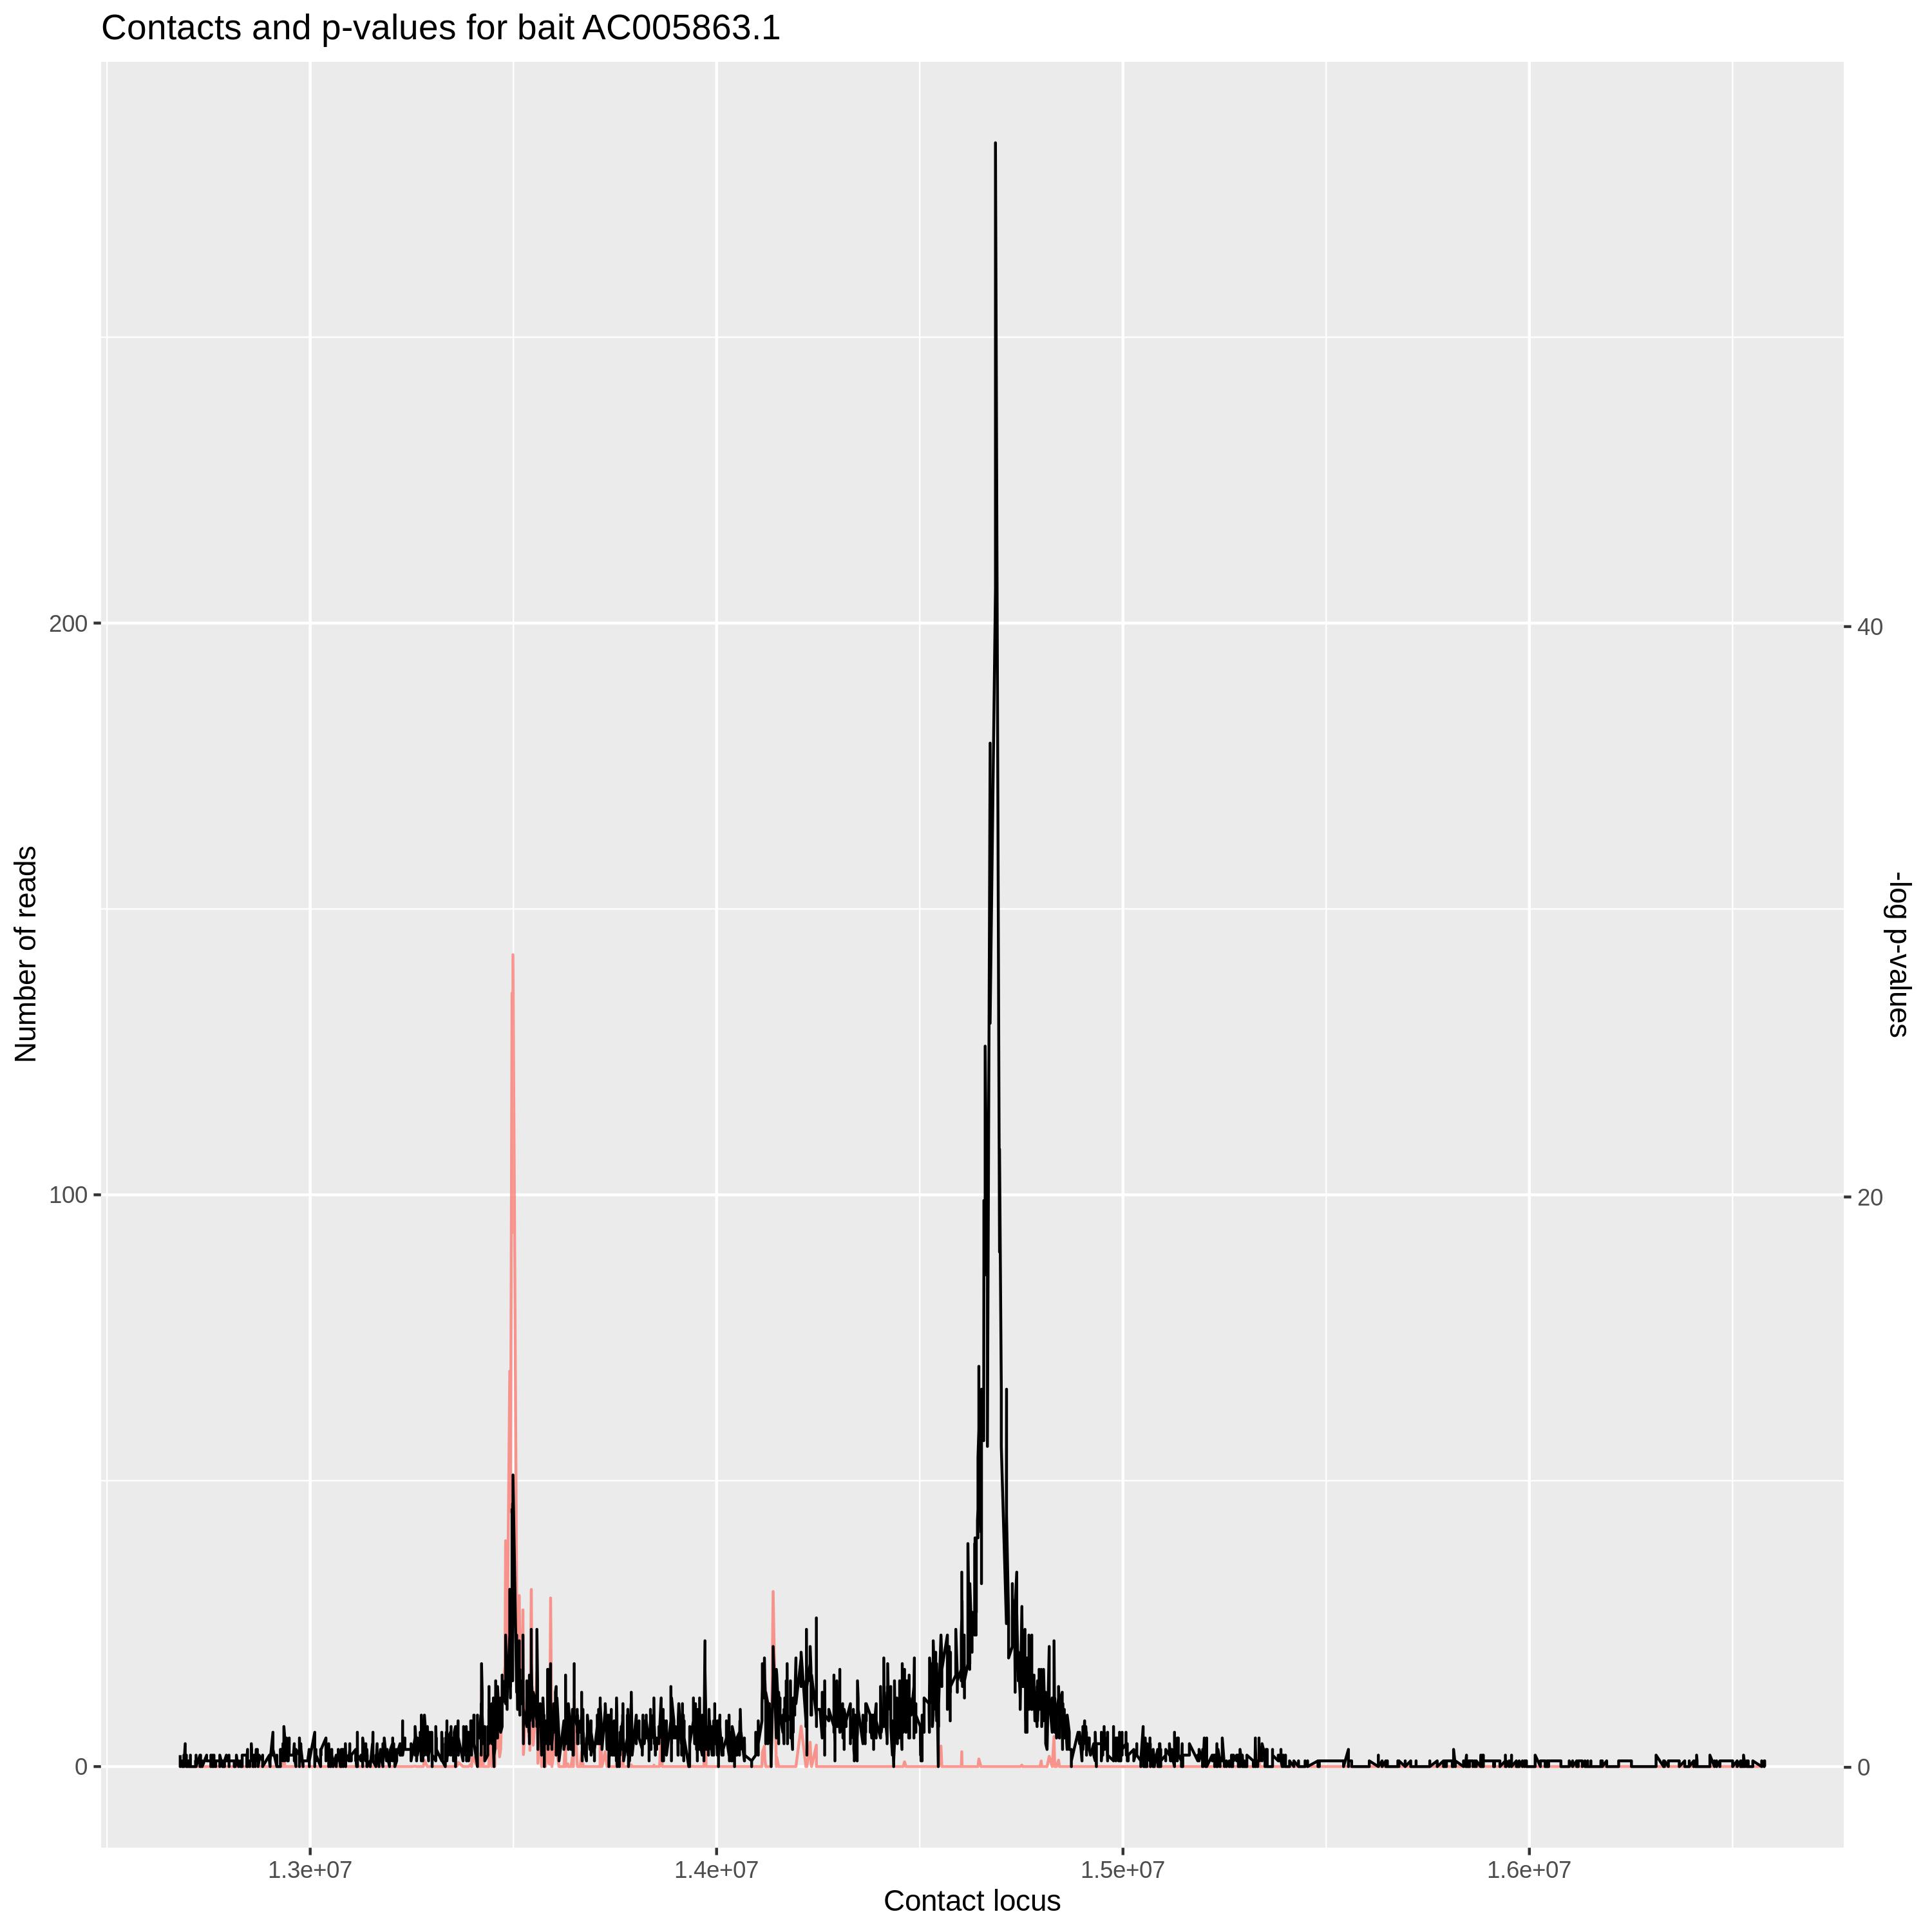 Contacts and p-values for bait AC005863.1
Number of reads
200
100
0
40
20
0
-log p-values
1.3e+07
1.4e+07
1.5e+07
1.6e+07
Contact locus